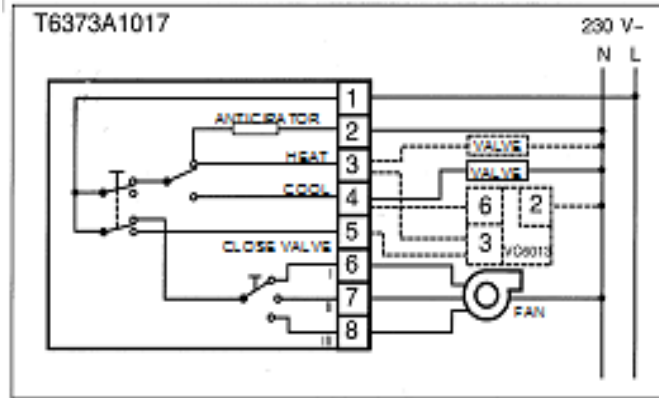 T6373A1017
230 V~
N L
1
ANTICIPATOR
2
HEAT
3
VALVE
COOL
4
VALVE
5
6 2
3
CLOSE VALVE
6
I
7
II
FAN
8
III